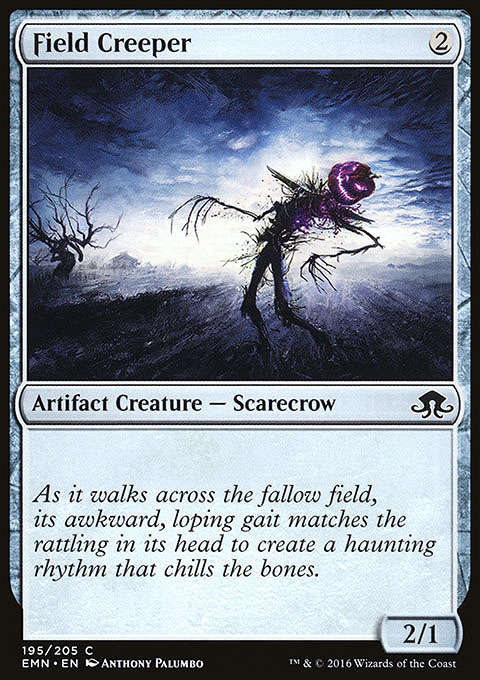 Field Creeper 2
Artifact Creature — Scarecrow
As it walks across the fallow field,
its awkward, loping gait matches the
rattling in its head to create a haunting
rhythm that chills the bones.
2/1
195/205 C
EMN • EN Anthony Palumbo
™ & © 2016 Wizards of the Coast